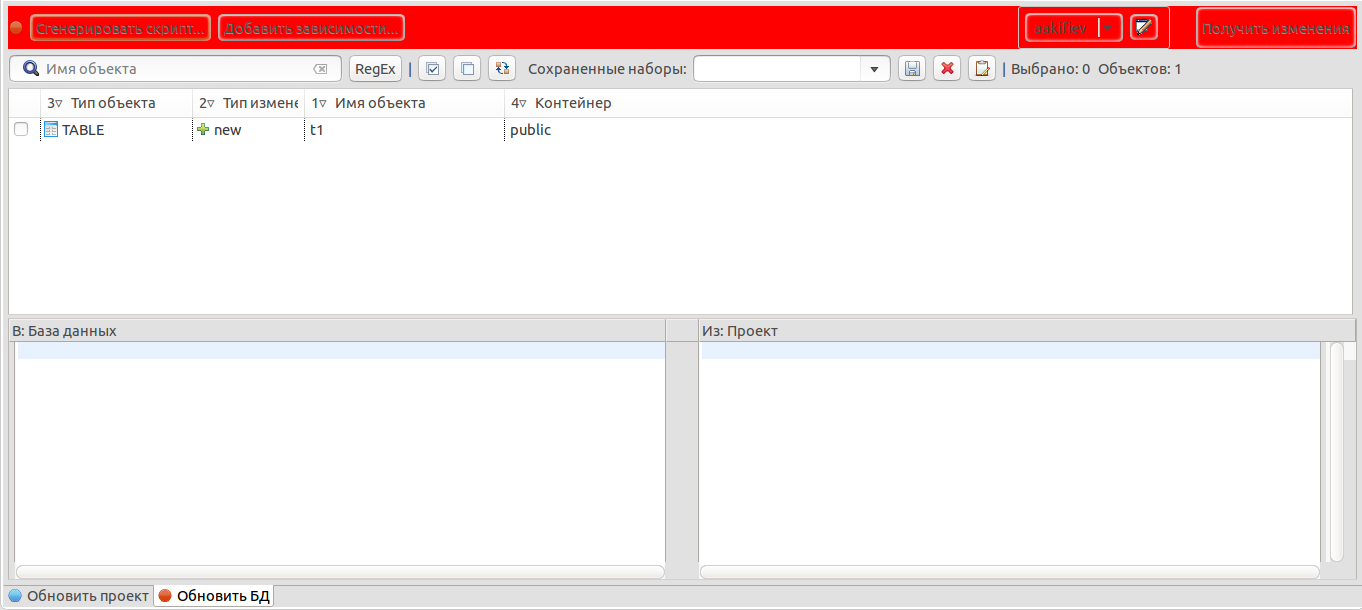 Сгенерировать скрипт... Добавить зависимости... aakifiev Получить изменения
Имя объекта RegEx | Сохраненные наборы: | Выбрано: 0 Объектов: 1
3▿ Тип объекта 2▿ Тип измене 1▿ Имя объекта 4▿ Контейнер
TABLE new t1 public
В: База данных Из: Проект
Обновить проект Обновить БД